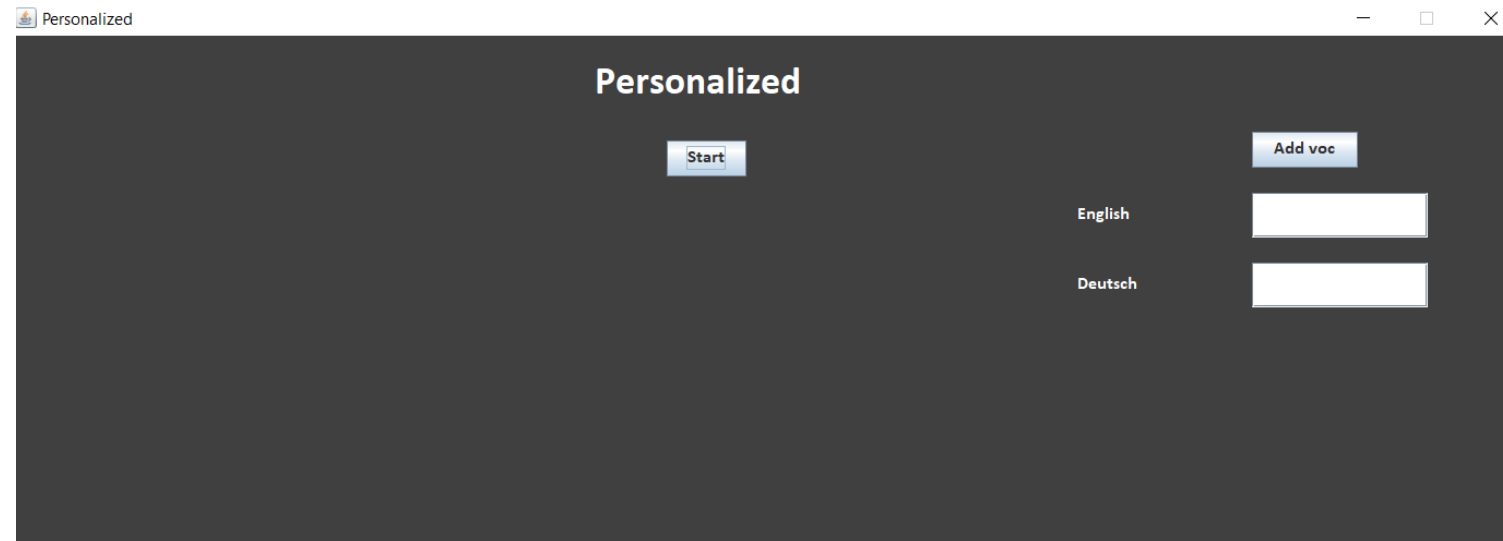 Personalized
Personalized
Start
Add voc
English
Deutsch